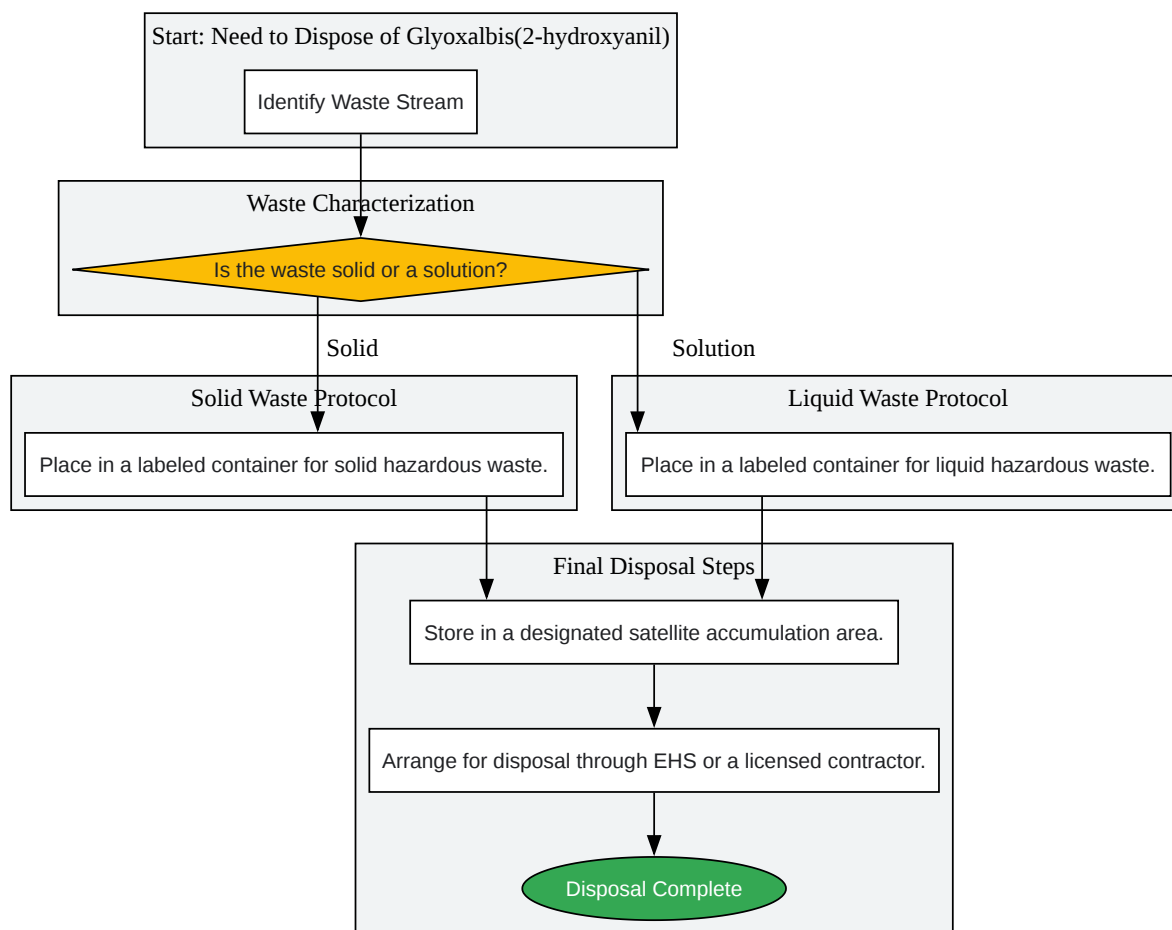 Start: Need to Dispose of Glyoxalbis(2-hydroxyanil)
Identify Waste Stream
Waste Characterization
Is the waste solid or a solution?
Solid
Solution
Solid Waste Protocol
Liquid Waste Protocol
Place in a labeled container for solid hazardous waste.
Place in a labeled container for liquid hazardous waste.
Final Disposal Steps
Store in a designated satellite accumulation area.
Arrange for disposal through EHS or a licensed contractor.
Disposal Complete